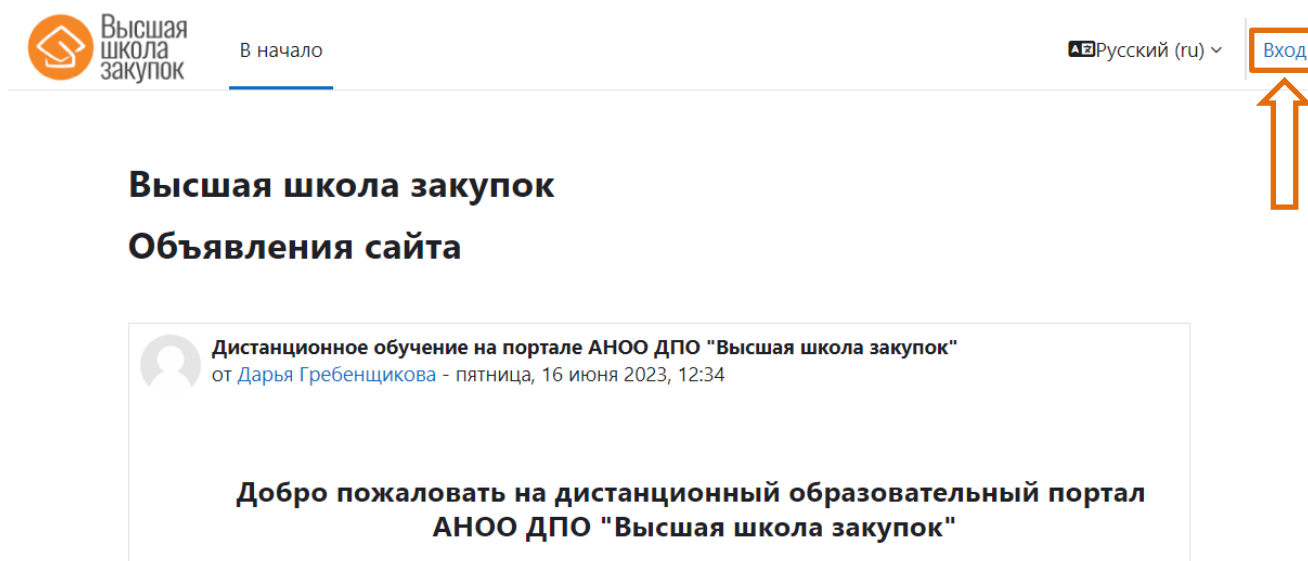 Высшая
школа
закупок
В начало
Русский (ru)
Вход
Высшая школа закупок
Объявления сайта
Дистанционное обучение на портале АНОО ДПО "Высшая школа закупок"
от Дарья Гребенщикова - пятница, 16 июня 2023, 12:34
Добро пожаловать на дистанционный образовательный портал
АНОО ДПО "Высшая школа закупок"